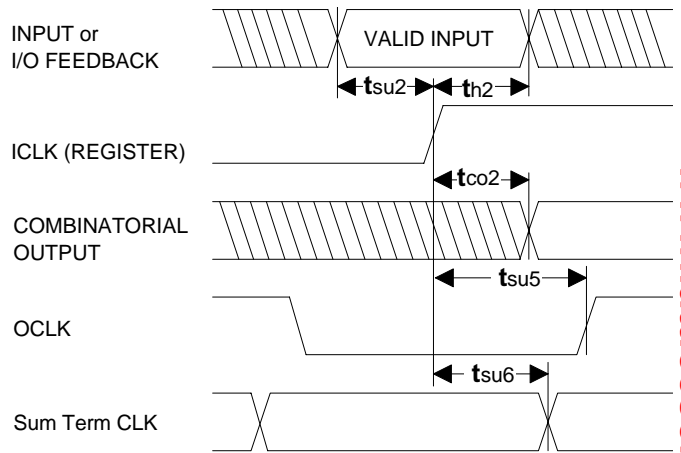 INPUT or
I/O FEEDBACK
VALID INPUT
tsu2
th2
ICLK (REGISTER)
tco2
COMBINATORIAL
OUTPUT
tsu5
OCLK
tsu6
Sum Term CLK